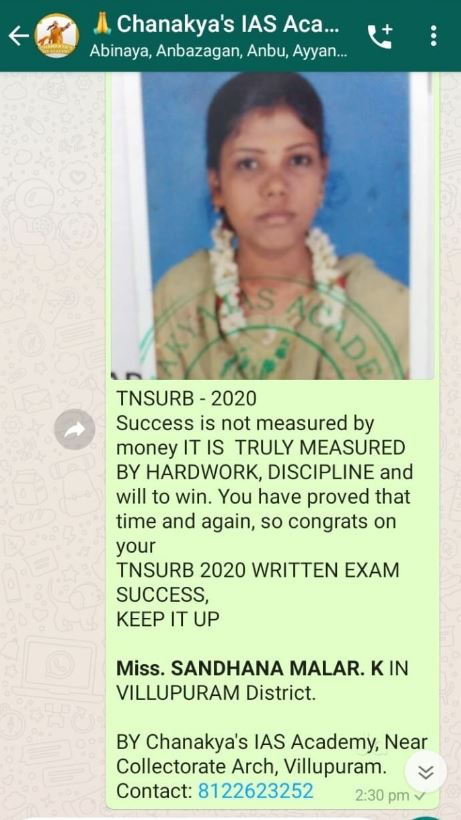 🙏 Chanakya's IAS Aca...
Abinaya, Anbazagan, Anbu, Ayyan...
AKYA'S IAS ACADE
TNSURB - 2020
Success is not measured by
money IT IS TRULY MEASURED
BY HARDWORK, DISCIPLINE and
will to win. You have proved that
time and again, so congrats on
your
TNSURB 2020 WRITTEN EXAM
SUCCESS,
KEEP IT UP
Miss. SANDHANA MALAR. K IN
VILLUPURAM District.
BY Chanakya's IAS Academy, Near
Collectorate Arch, Villupuram.
Contact: 8122623252
2:30 pm